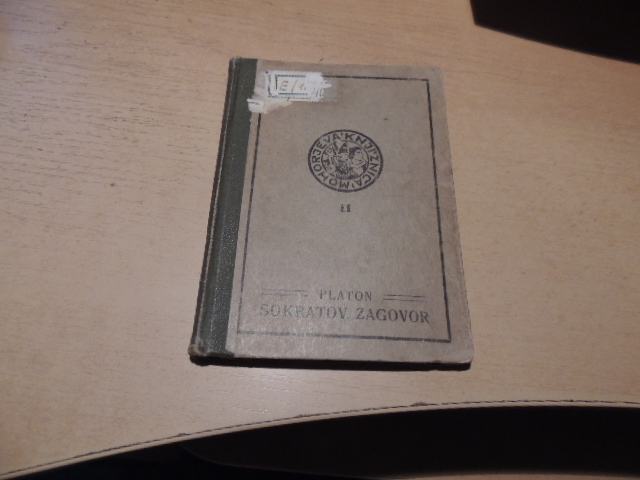 MOHORJEVA KNJIŽNICA
11
PLATON
SOKRATOV ZAGOVOR